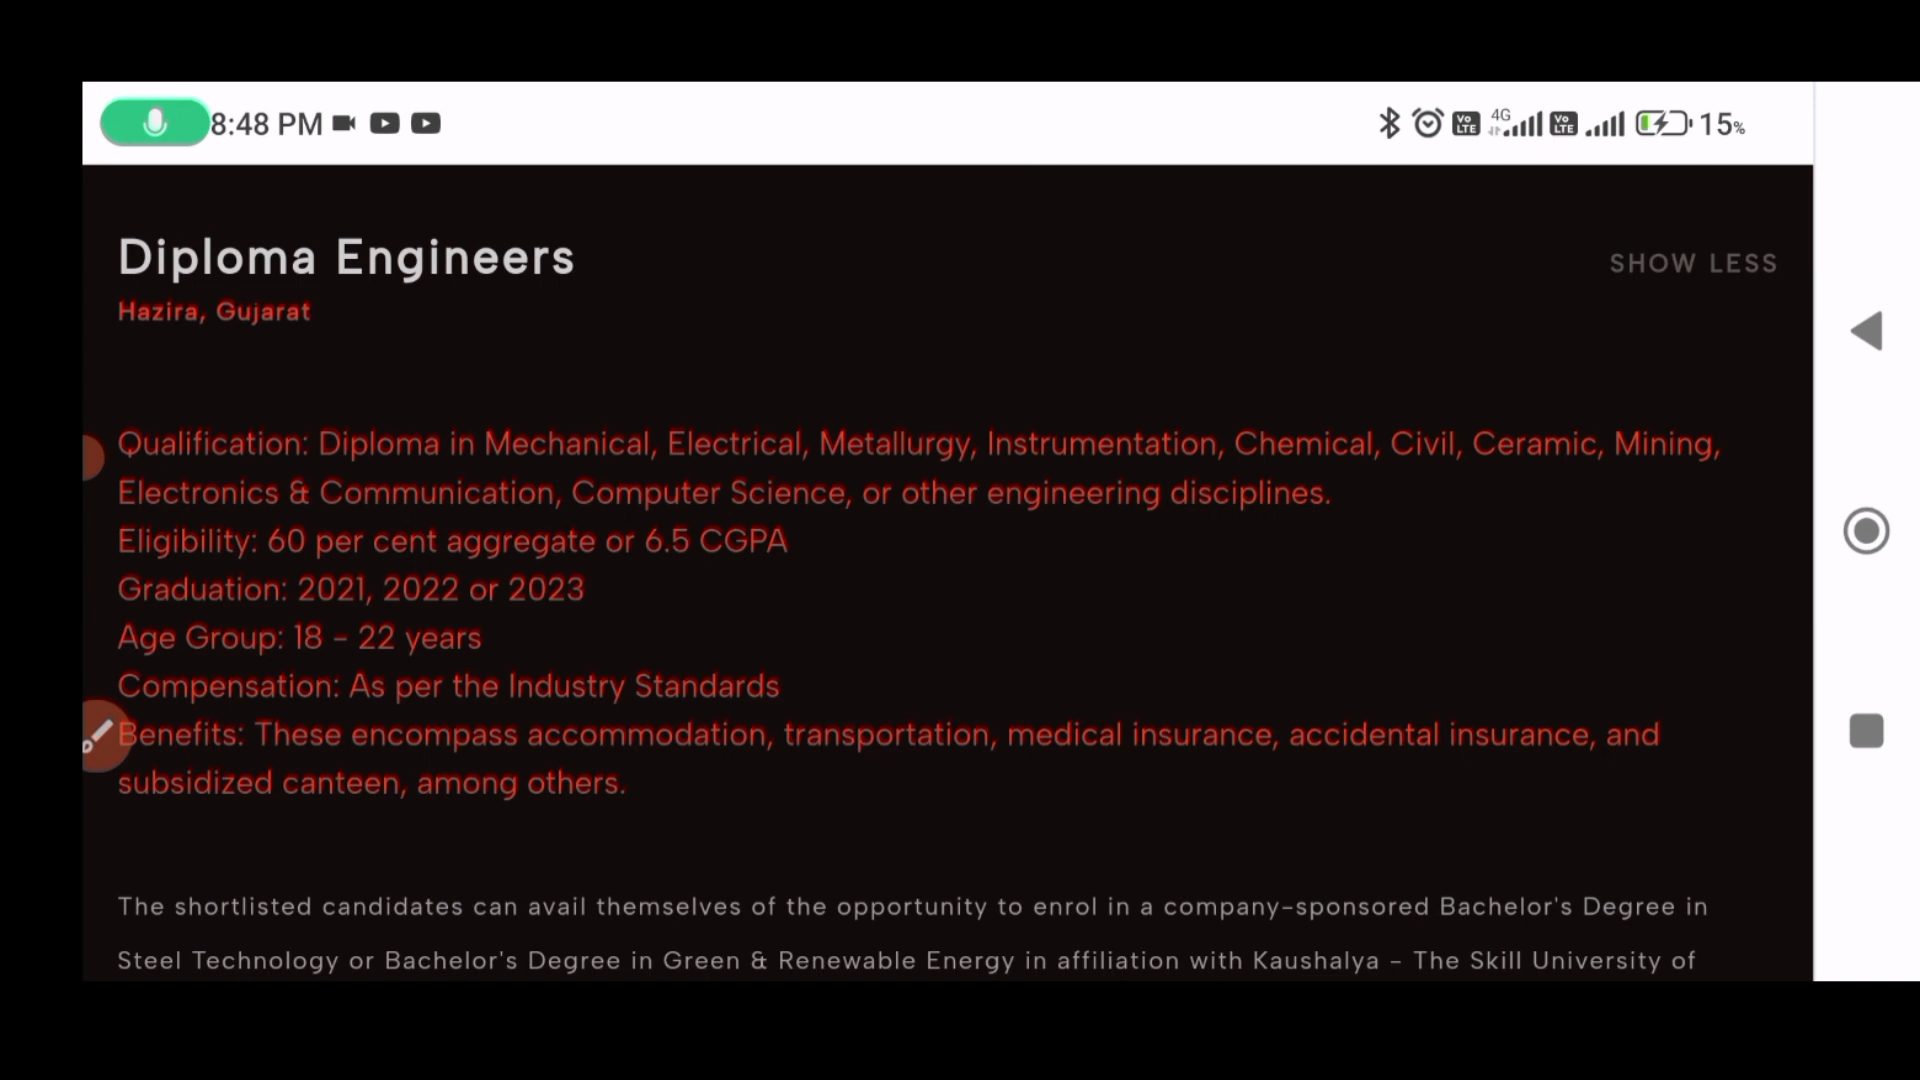 8:48 PM
4G
Vo LTE
Vo LTE
15%
Diploma Engineers
SHOW LESS
Hazira, Gujarat
Qualification: Diploma in Mechanical, Electrical, Metallurgy, Instrumentation, Chemical, Civil, Ceramic, Mining,
Electronics & Communication, Computer Science, or other engineering disciplines.
Eligibility: 60 per cent aggregate or 6.5 CGPA
Graduation: 2021, 2022 or 2023
Age Group: 18 – 22 years
Compensation: As per the Industry Standards
Benefits: These encompass accommodation, transportation, medical insurance, accidental insurance, and
subsidized canteen, among others.
The shortlisted candidates can avail themselves of the opportunity to enrol in a company-sponsored Bachelor's Degree in
Steel Technology or Bachelor's Degree in Green & Renewable Energy in affiliation with Kaushalya – The Skill University of